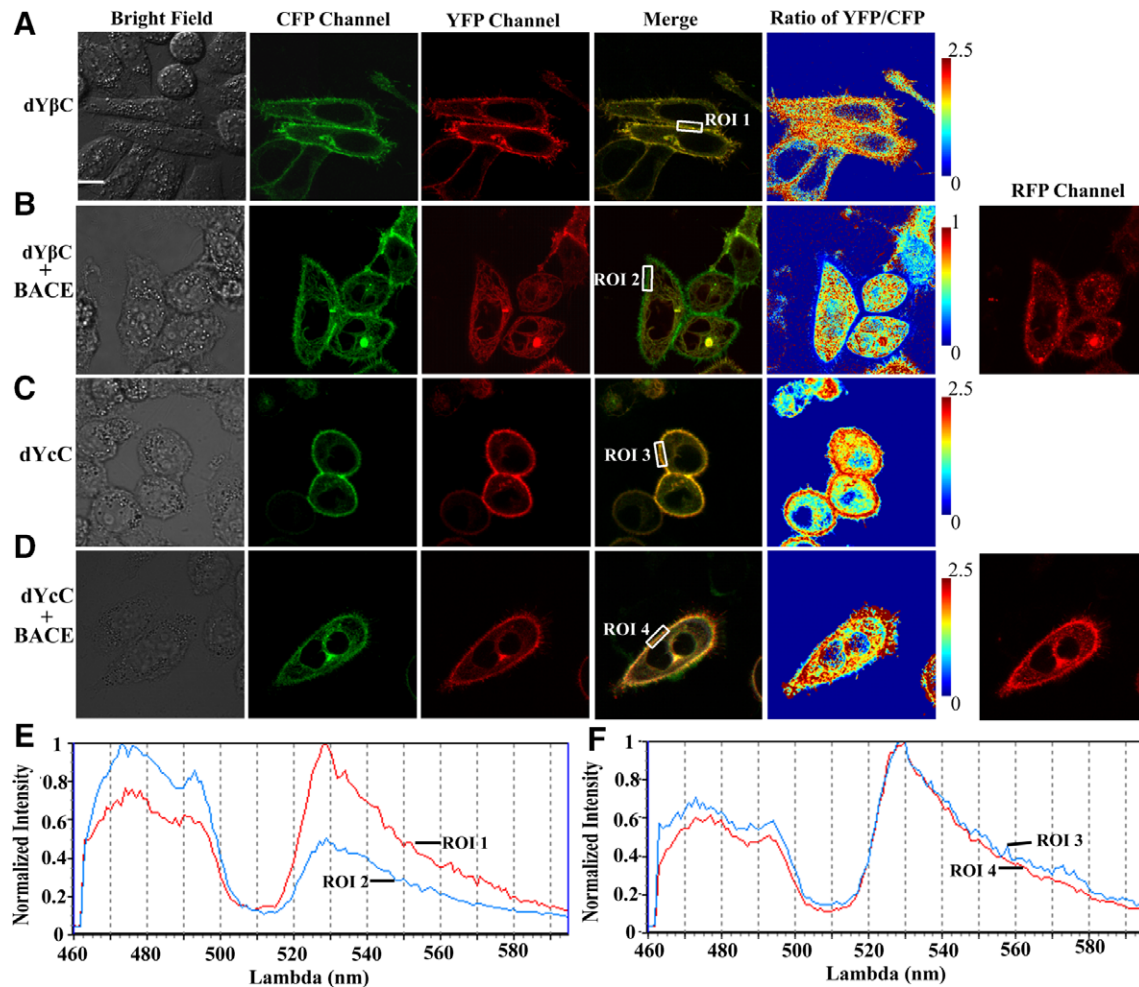 A
Bright Field
CFP Channel
YFP Channel
Merge
Ratio of YFP/CFP
dYβC
ROI 1
2.5
0
B
dYβC
+
BACE
ROI 2
1
0
RFP Channel
C
dYcC
ROI 3
2.5
0
D
dYcC
+
BACE
ROI 4
2.5
0
E
Normalized Intensity
1
0.8
0.6
0.4
0.2
0
ROI 1
ROI 2
460 480 500 520 540 560 580
Lambda (nm)
F
Normalized Intensity
1
0.8
0.6
0.4
0.2
0
ROI 3
ROI 4
460 480 500 520 540 560 580
Lambda (nm)